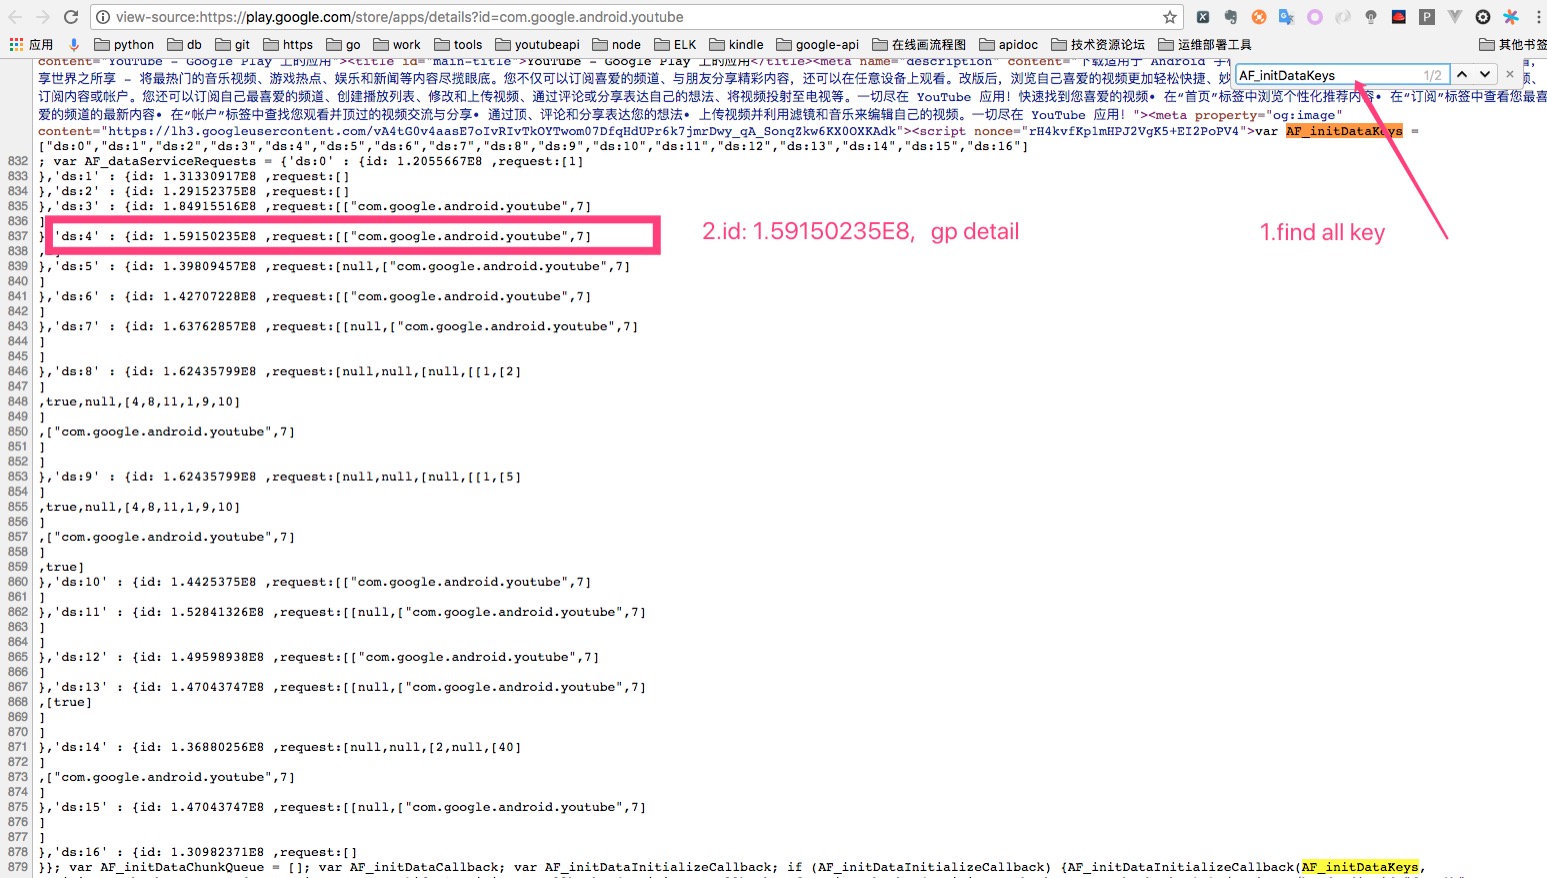 view-source:https://play.google.com/store/apps/details?id=com.google.android.youtube
应用 python db git https go work tools youtubeapi node ELK kindle google-api 在线画流程图 apidoc 技术资源论坛 运维部署工具 其他书签
content="YouTube - Google Play 上的应用"><title id="main-title">YouTube - Google Play 上的应用</title><meta name="description" content="下载适用于 Android 手
AF_initDataKeys 1/2
享世界之所享 - 将最热门的音乐视频、游戏热点、娱乐和新闻等内容尽揽眼底。您不仅可以订阅喜爱的频道、与朋友分享精彩内容，还可以在任意设备上观看。改版后，浏览自己喜爱的视频更加轻松快捷、妙
订阅内容或帐户。您还可以订阅自己最喜爱的频道、创建播放列表、修改和上传视频、通过评论或分享表达自己的想法、将视频投射至电视等。一切尽在 YouTube 应用！快速找到您喜爱的视频• 在“首页”标签中浏览个性化推荐内容• 在“订阅”标签中查看您最喜
爱的频道的最新内容• 在“帐户”标签中查找您观看并顶过的视频交流与分享• 通过顶、评论和分享表达您的想法• 上传视频并利用滤镜和音乐来编辑自己的视频。一切尽在 YouTube 应用！"><meta property="og:image"
content="https://lh3.googleusercontent.com/vA4tG0v4aasE7oIvRIvTkOYTwom07DfqHdUPr6k7jmrDwy_qA_SonqZkw6KX0OXKAdk"><script nonce="rH4kvfKplmHPJ2VgK5+EI2PoPV4">var AF_initDataKeys =
["ds:0","ds:1","ds:2","ds:3","ds:4","ds:5","ds:6","ds:7","ds:8","ds:9","ds:10","ds:11","ds:12","ds:13","ds:14","ds:15","ds:16"]
832 ; var AF_dataServiceRequests = {'ds:0' : {id: 1.2055667E8 ,request:[1]
833 },'ds:1' : {id: 1.31330917E8 ,request:[]
834 },'ds:2' : {id: 1.29152375E8 ,request:[]
835 },'ds:3' : {id: 1.84915516E8 ,request:[["com.google.android.youtube",7]
836 ]
837 },'ds:4' : {id: 1.59150235E8 ,request:[["com.google.android.youtube",7]
2.id: 1.59150235E8, gp detail
1.find all key
838
839 },'ds:5' : {id: 1.39809457E8 ,request:[null,["com.google.android.youtube",7]
840 ]
841 },'ds:6' : {id: 1.42707228E8 ,request:[["com.google.android.youtube",7]
842 ]
843 },'ds:7' : {id: 1.63762857E8 ,request:[[null,["com.google.android.youtube",7]
844 ]
845 ]
846 },'ds:8' : {id: 1.62435799E8 ,request:[null,null,[null,[[1,[2]
847 ]
848 ,true,null,[4,8,11,1,9,10]
849 ]
850 ,["com.google.android.youtube",7]
851 ]
852 ]
853 },'ds:9' : {id: 1.62435799E8 ,request:[null,null,[null,[[1,[5]
854 ]
855 ,true,null,[4,8,11,1,9,10]
856 ]
857 ,["com.google.android.youtube",7]
858 ]
859 ,true]
860 },'ds:10' : {id: 1.4425375E8 ,request:[["com.google.android.youtube",7]
861 ]
862 },'ds:11' : {id: 1.52841326E8 ,request:[[null,["com.google.android.youtube",7]
863 ]
864 ]
865 },'ds:12' : {id: 1.49598938E8 ,request:[["com.google.android.youtube",7]
866 ]
867 },'ds:13' : {id: 1.47043747E8 ,request:[[null,["com.google.android.youtube",7]
868 ,[true]
869 ]
870 ]
871 },'ds:14' : {id: 1.36880256E8 ,request:[null,null,[2,null,[40]
872 ]
873 ,["com.google.android.youtube",7]
874 ]
875 },'ds:15' : {id: 1.47043747E8 ,request:[[null,["com.google.android.youtube",7]
876 ]
877 ]
878 },'ds:16' : {id: 1.30982371E8 ,request:[]
879 }}; var AF_initDataChunkQueue = []; var AF_initDataCallback; var AF_initDataInitializeCallback; if (AF_initDataInitializeCallback) {AF_initDataInitializeCallback(AF_initDataKeys,